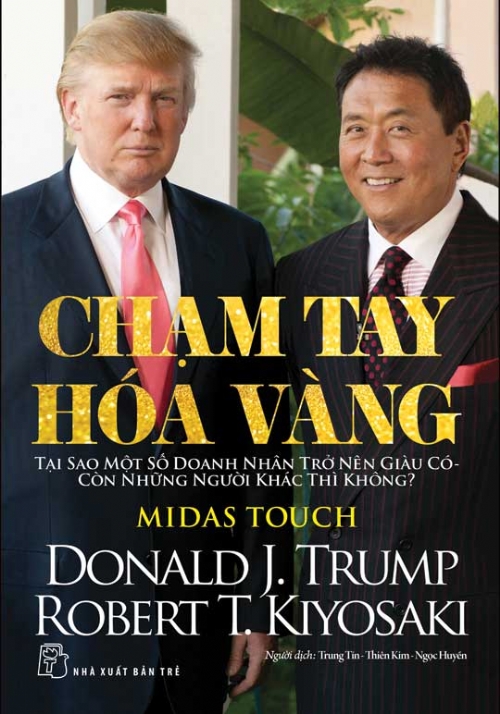 CHẠM TAY
HÓA VÀNG
TẠI SAO MỘT SỐ DOANH NHÂN TRỞ NÊN GIÀU CÓ-
CÒN NHỮNG NGƯỜI KHÁC THÌ KHÔNG?
MIDAS TOUCH
DONALD J. TRUMP
ROBERT T. KIYOSAKI
Người dịch: Trung Tín - Thiên Kim - Ngọc Huyền
NHÀ XUẤT BẢN TRẺ